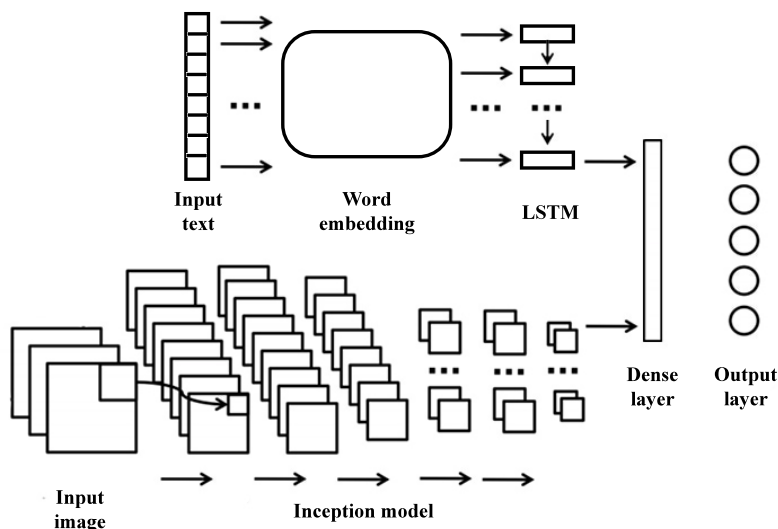 Input
text
Word
embedding
LSTM
Dense
layer
Output
layer
Input
image
Inception model